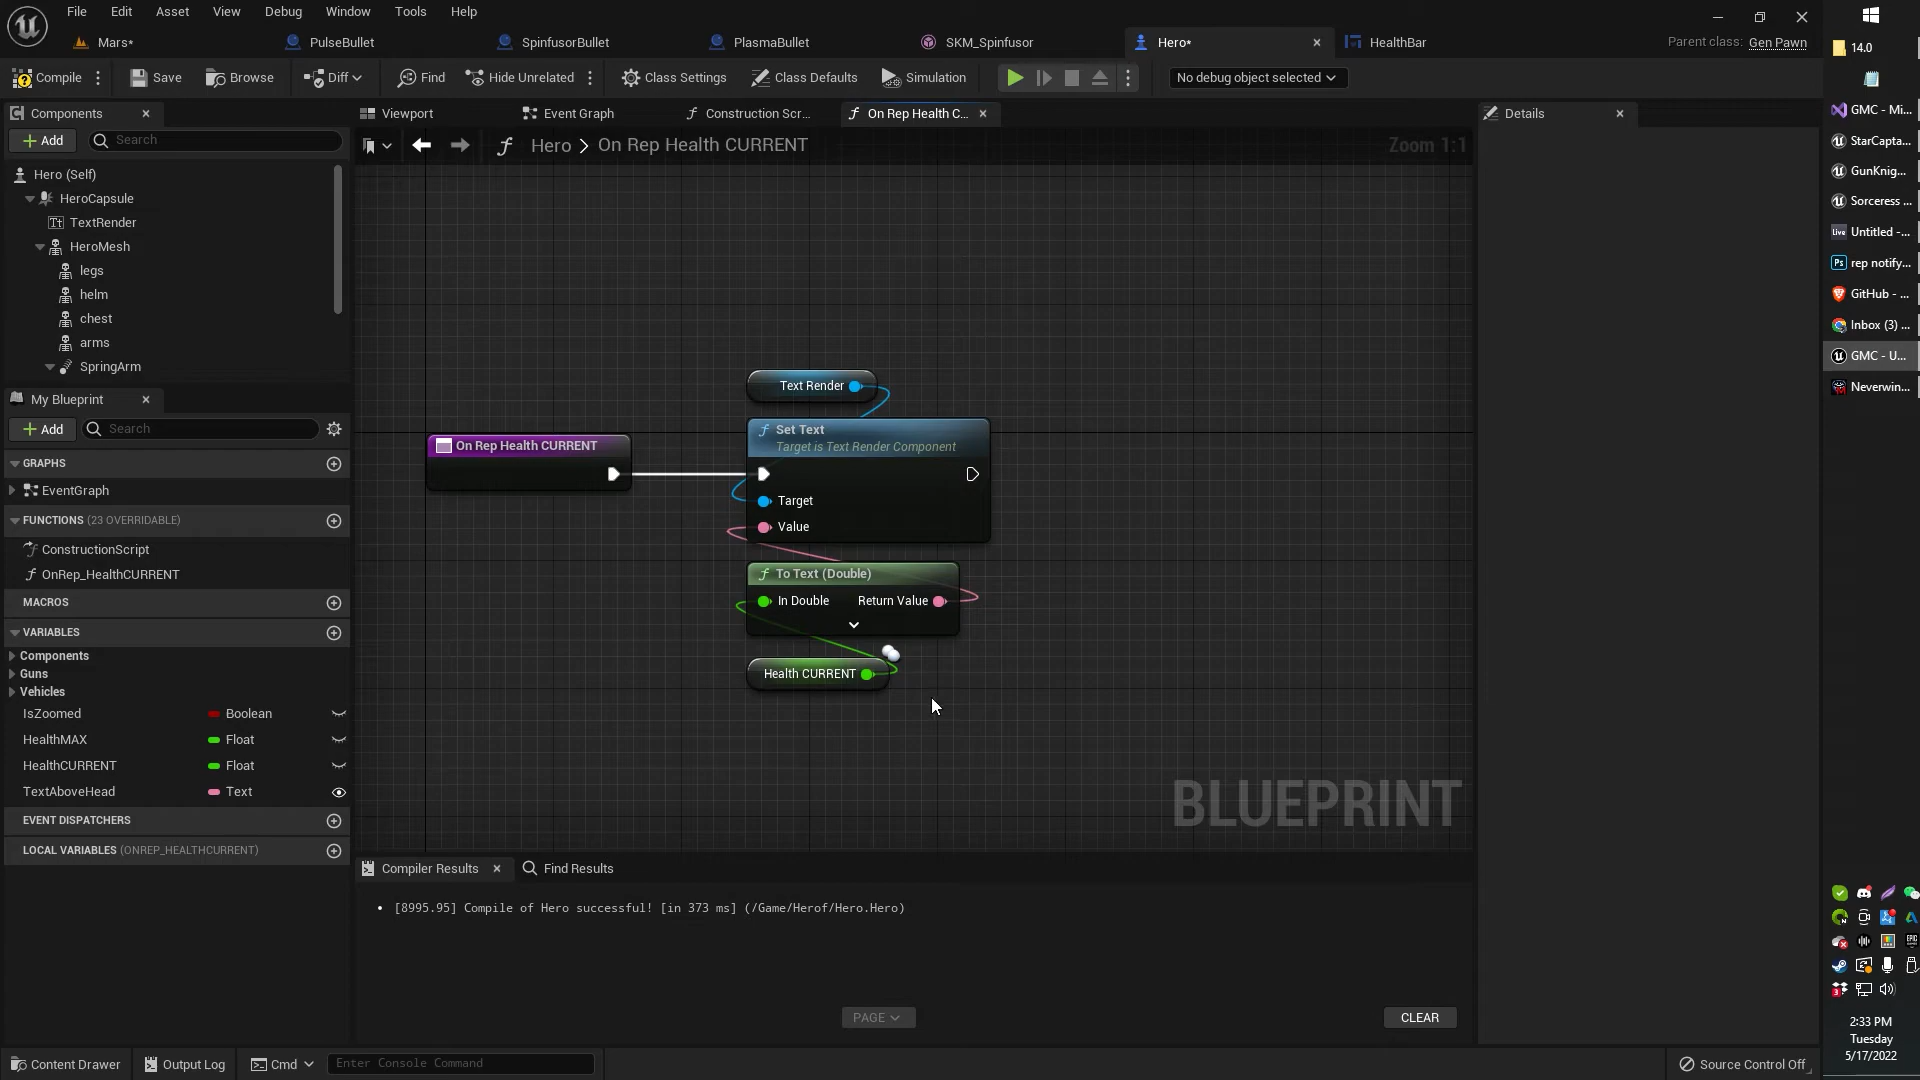 File Edit Asset View Debug Window Tools Help
Mars* PulseBullet SpinfusorBullet PlasmaBullet SKM_Spinfusor Hero* HealthBar Parent class: Gen Pawn
Compile Save Browse Diff Find Hide Unrelated Class Settings Class Defaults Simulation No debug object selected
Components
Add Search
Hero (Self)
HeroCapsule
TextRender
HeroMesh
legs
helm
chest
arms
SpringArm
My Blueprint
Add Search
GRAPHS
EventGraph
FUNCTIONS (23 OVERRIDABLE)
ConstructionScript
OnRep_HealthCURRENT
MACROS
VARIABLES
Components
Guns
Vehicles
IsZoomed Boolean
HealthMAX Float
HealthCURRENT Float
TextAboveHead Text
EVENT DISPATCHERS
LOCAL VARIABLES (ONREP_HEALTHCURRENT)
Viewport Event Graph Construction Scr... On Rep Health C...
Hero > On Rep Health CURRENT Zoom 1:1
Text Render
On Rep Health CURRENT
Set Text
Target is Text Render Component
Target
Value
To Text (Double)
In Double Return Value
Health CURRENT
BLUEPRINT
Compiler Results Find Results
[8995.95] Compile of Hero successful! [in 373 ms] (/Game/Herof/Hero.Hero)
PAGE CLEAR
Details
Content Drawer Output Log Cmd Enter Console Command Source Control Off
14.0
GMC - Mi...
StarCapta...
GunKnig...
Sorceress ...
Live Untitled -...
Ps rep notify...
GitHub - ...
Inbox (3) ...
GMC - U...
Neverwin...
2:33 PM
Tuesday
5/17/2022